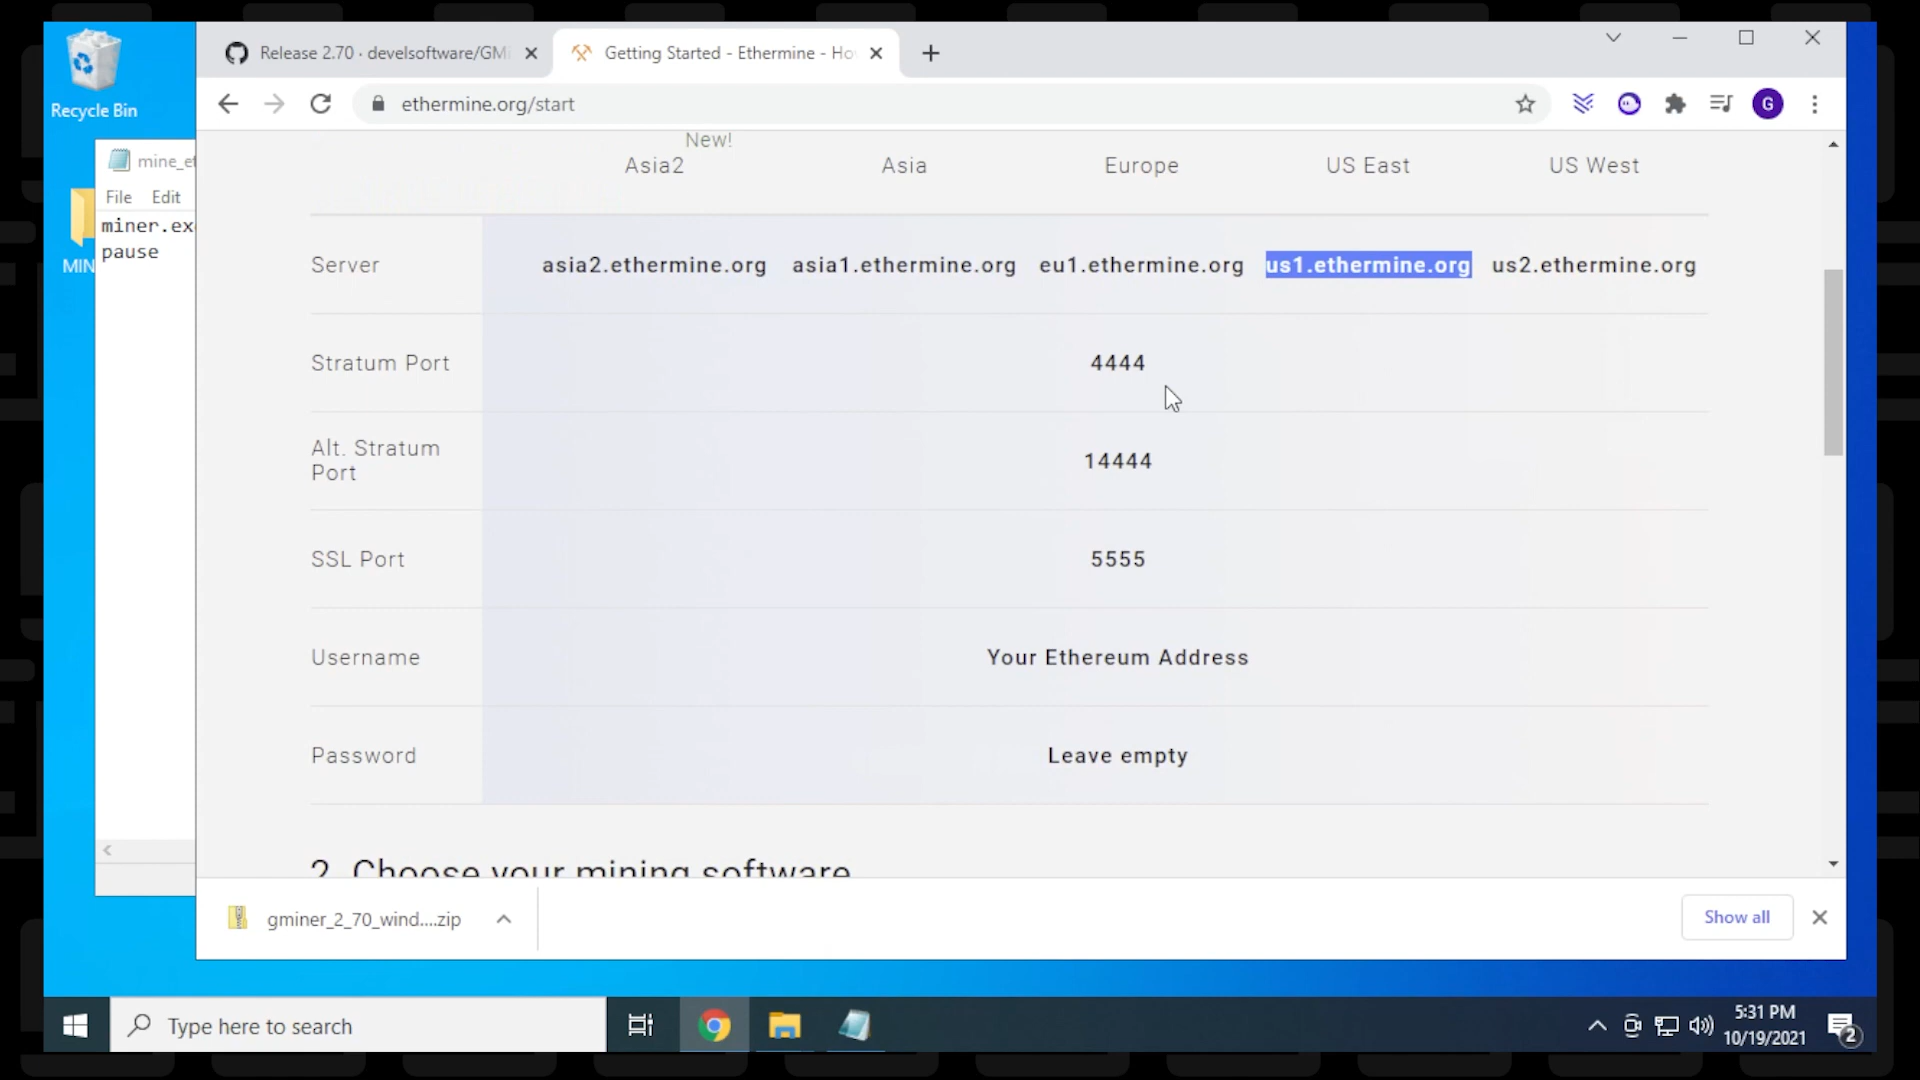 Recycle Bin
Release 2.70 · develsoftware/GMi
Getting Started - Ethermine - Ho
ethermine.org/start
G
mine_et
File Edit
miner.ex
pause
MIN
New!
Asia2 Asia Europe US East US West
Server asia2.ethermine.org asia1.ethermine.org eu1.ethermine.org us1.ethermine.org us2.ethermine.org
Stratum Port 4444
Alt. Stratum
Port
14444
SSL Port 5555
Username Your Ethereum Address
Password Leave empty
2. Choose your mining software
gminer_2_70_wind....zip
Show all
Type here to search
5:31 PM
10/19/2021
2